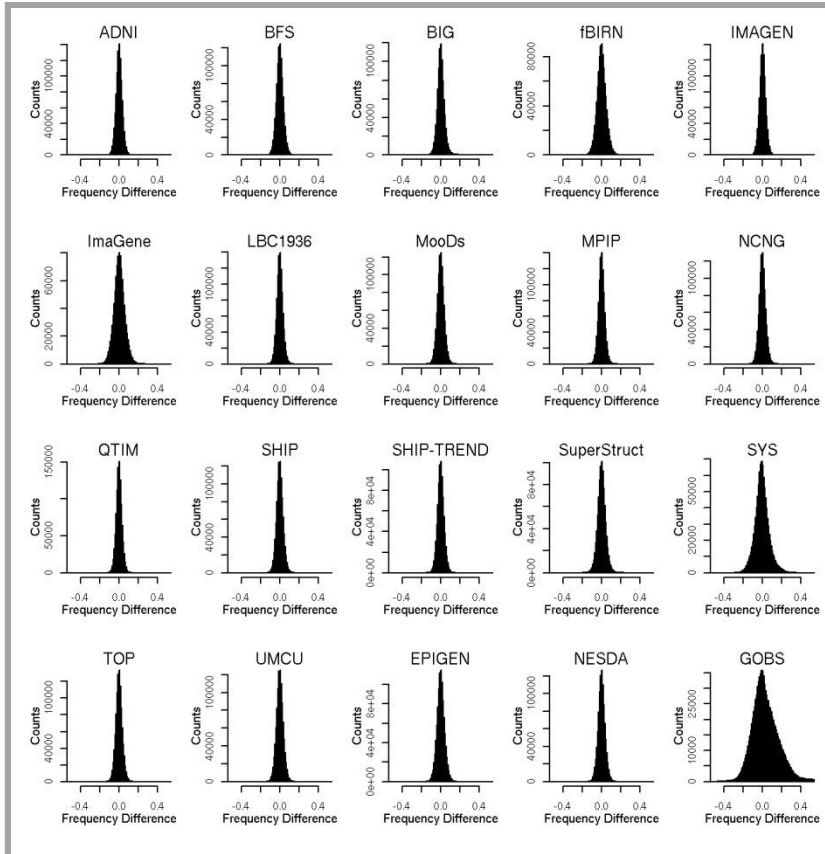 ADNI BFS BIG fBIRN IMAGEN
Counts Counts Counts Counts Counts
0 40000 100000 0 40000 100000 0 40000 80000 120000 0 40000 80000 0 40000 100000
-0.4 0.0 0.4 -0.4 0.0 0.4 -0.4 0.0 0.4 -0.4 0.0 0.4 -0.4 0.0 0.4
Frequency Difference Frequency Difference Frequency Difference Frequency Difference Frequency Difference
ImaGene LBC1936 MooDs MPIP NCNG
Counts Counts Counts Counts Counts
0 20000 60000 0 40000 100000 0 40000 100000 0 40000 100000 0 40000 100000
-0.4 0.0 0.4 -0.4 0.0 0.4 -0.4 0.0 0.4 -0.4 0.0 0.4 -0.4 0.0 0.4
Frequency Difference Frequency Difference Frequency Difference Frequency Difference Frequency Difference
QTIM SHIP SHIP-TREND SuperStruct SYS
Counts Counts Counts Counts Counts
0 50000 150000 0 40000 100000 0e+00 4e+04 8e+04 0e+00 4e+04 8e+04 0 20000 50000
-0.4 0.0 0.4 -0.4 0.0 0.4 -0.4 0.0 0.4 -0.4 0.0 0.4 -0.4 0.0 0.4
Frequency Difference Frequency Difference Frequency Difference Frequency Difference Frequency Difference
TOP UMCU EPIGEN NESDA GOBS
Counts Counts Counts Counts Counts
0 40000 100000 0 40000 100000 0e+00 4e+04 8e+04 0 40000 100000 0 10000 25000
-0.4 0.0 0.4 -0.4 0.0 0.4 -0.4 0.0 0.4 -0.4 0.0 0.4 -0.4 0.0 0.4
Frequency Difference Frequency Difference Frequency Difference Frequency Difference Frequency Difference